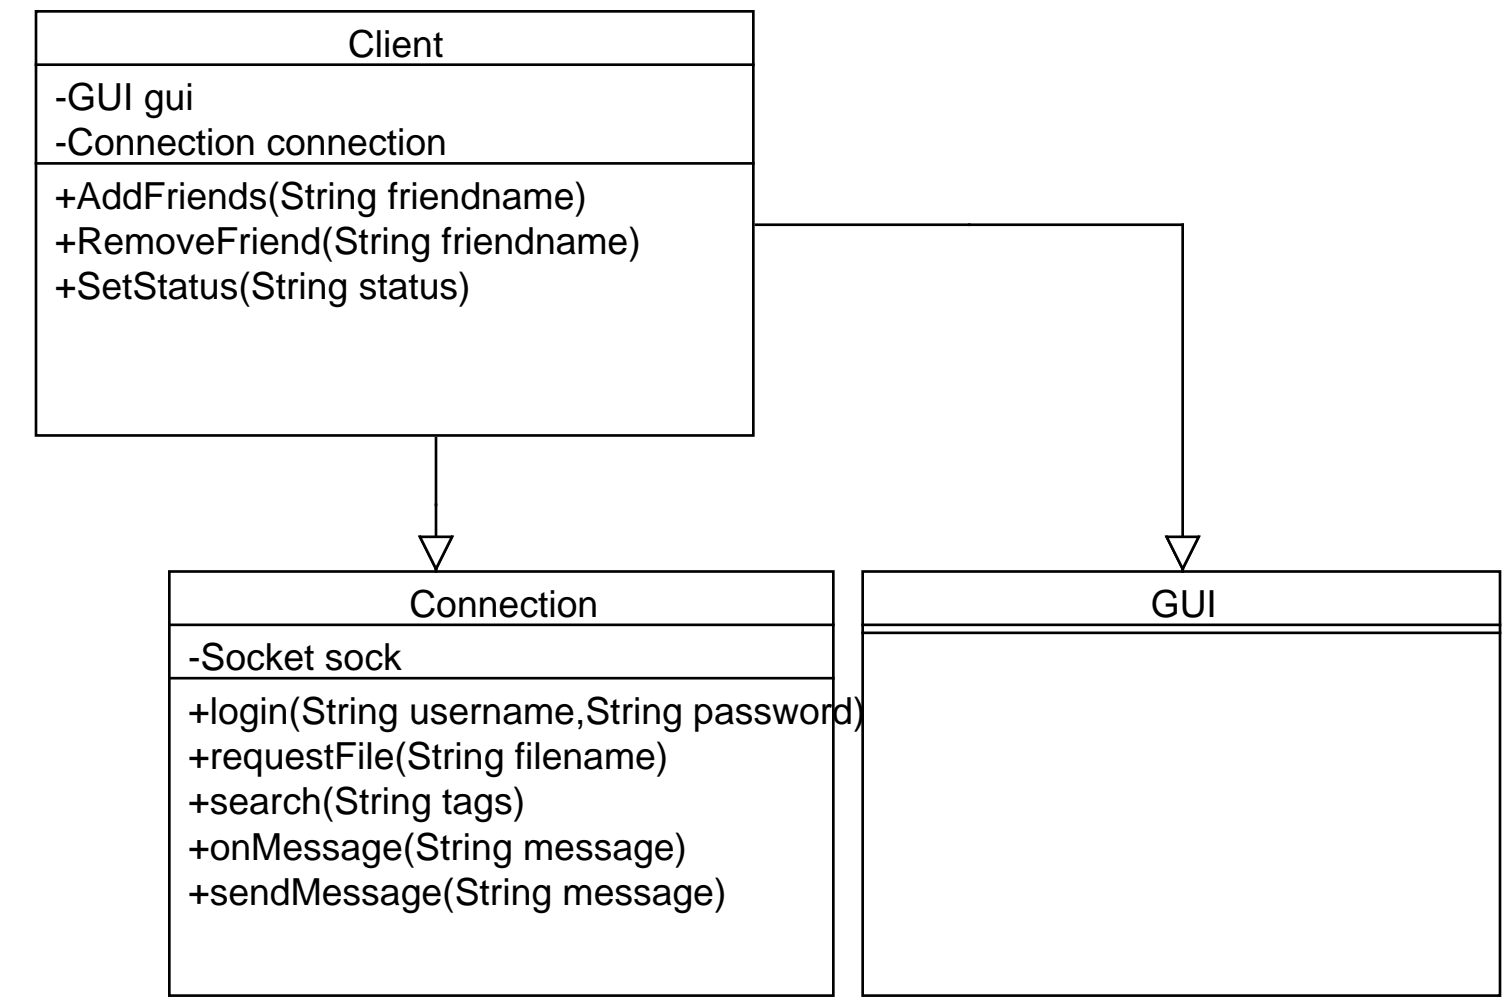 Client
-GUI gui
-Connection connection
+AddFriends(String friendname)
+RemoveFriend(String friendname)
+SetStatus(String status)
Connection
-Socket sock
+login(String username,String password)
+requestFile(String filename)
+search(String tags)
+onMessage(String message)
+sendMessage(String message)
GUI